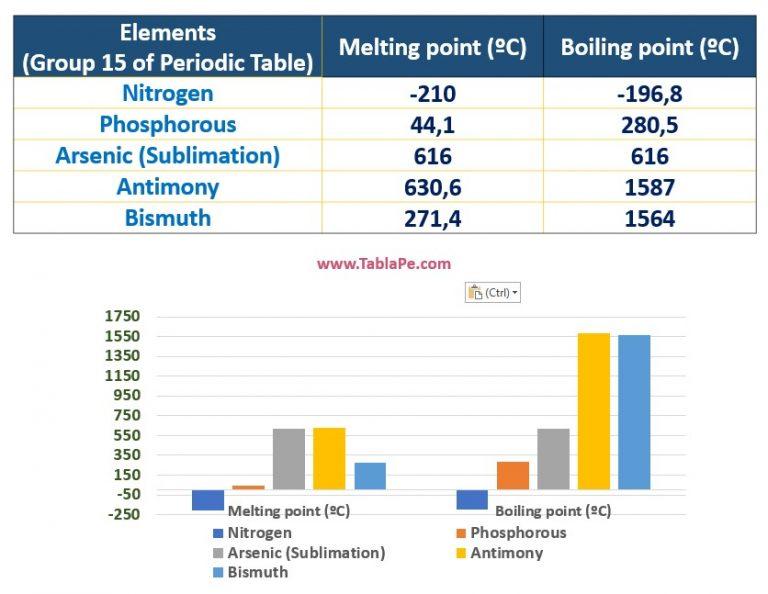 Elements
(Group 15 of Periodic Table)
Melting point (ºC)
Boiling point (ºC)
Nitrogen
-210
-196,8
Phosphorous
44,1
280,5
Arsenic (Sublimation)
616
616
Antimony
630,6
1587
Bismuth
271,4
1564
www.TablaPe.com
(Ctrl)
1750
1550
1350
1150
950
750
550
350
150
-50
-250
Melting point (ºC)
Boiling point (ºC)
Nitrogen
Phosphorous
Arsenic (Sublimation)
Antimony
Bismuth